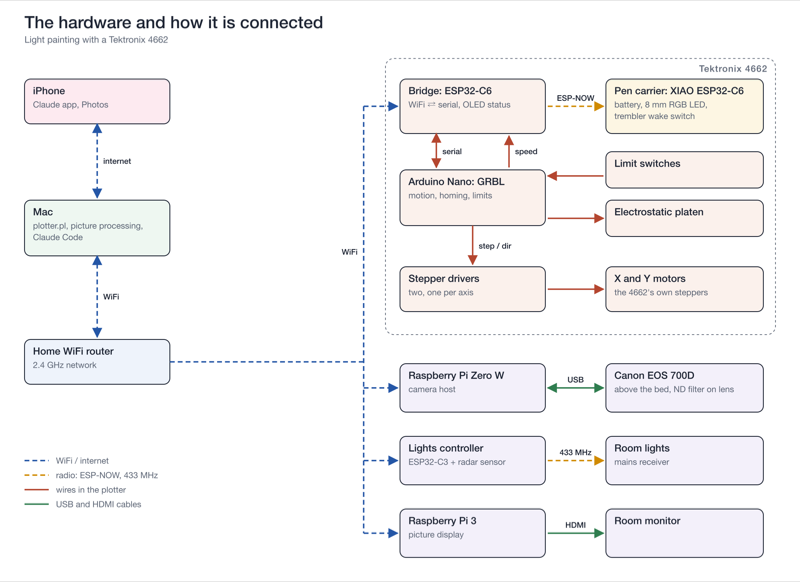 The hardware and how it is connected
Light painting with a Tektronix 4662
Tektronix 4662
iPhone
Claude app, Photos
internet
Mac
plotter.pl, picture processing,
Claude Code
WiFi
Home WiFi router
2.4 GHz network
WiFi
Bridge: ESP32-C6
WiFi ⇌ serial, OLED status
ESP-NOW
Pen carrier: XIAO ESP32-C6
battery, 8 mm RGB LED,
trembler wake switch
serial
speed
Arduino Nano: GRBL
motion, homing, limits
Limit switches
Electrostatic platen
step / dir
Stepper drivers
two, one per axis
X and Y motors
the 4662's own steppers
Raspberry Pi Zero W
camera host
USB
Canon EOS 700D
above the bed, ND filter on lens
Lights controller
ESP32-C3 + radar sensor
433 MHz
Room lights
mains receiver
Raspberry Pi 3
picture display
HDMI
Room monitor
WiFi / internet
radio: ESP-NOW, 433 MHz
wires in the plotter
USB and HDMI cables